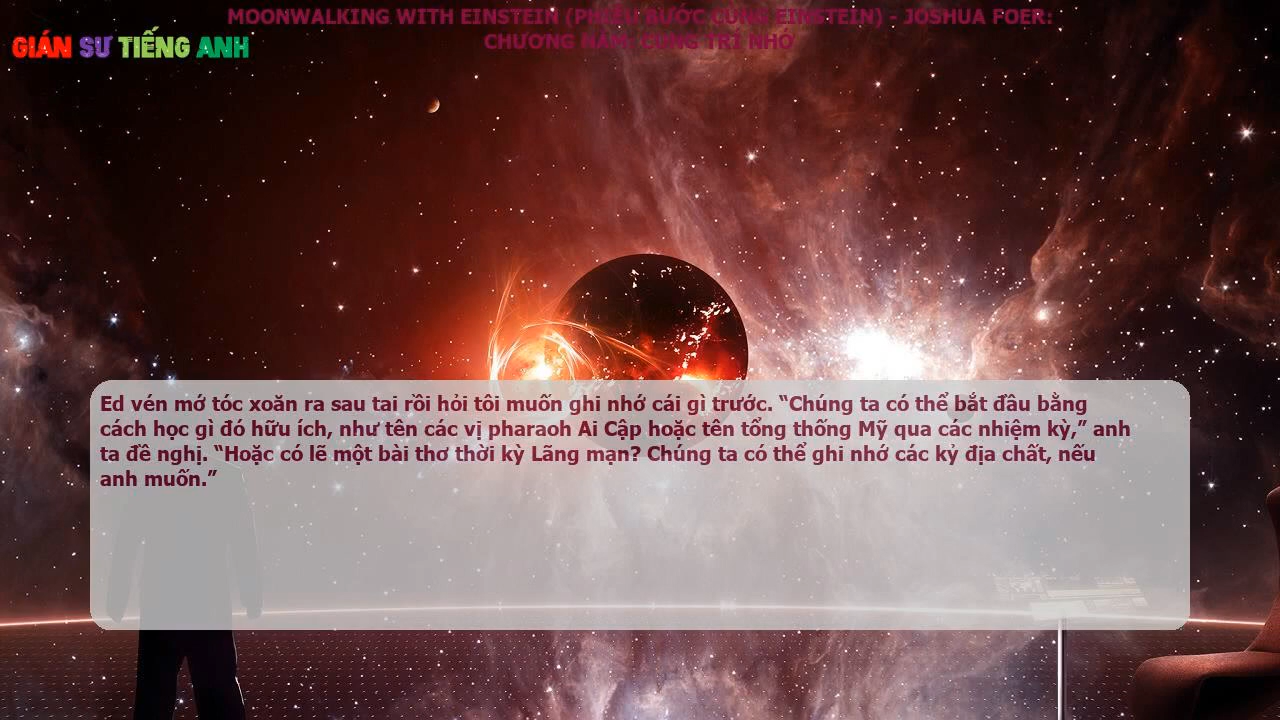 MOONWALKING WITH EINSTEIN (PHIÊU BƯỚC CÙNG EINSTEIN) - JOSHUA FOER:
CHƯƠNG NĂM: CUNG TRÍ NHỚ
GIÁN SƯ TIẾNG ANH
Ed vén mớ tóc xoăn ra sau tai rồi hỏi tôi muốn ghi nhớ cái gì trước. “Chúng ta có thể bắt đầu bằng
cách học gì đó hữu ích, như tên các vị pharaoh Ai Cập hoặc tên tổng thống Mỹ qua các nhiệm kỳ,” anh
ta đề nghị. “Hoặc có lẽ một bài thơ thời kỳ Lãng mạn? Chúng ta có thể ghi nhớ các kỷ địa chất, nếu
anh muốn.”